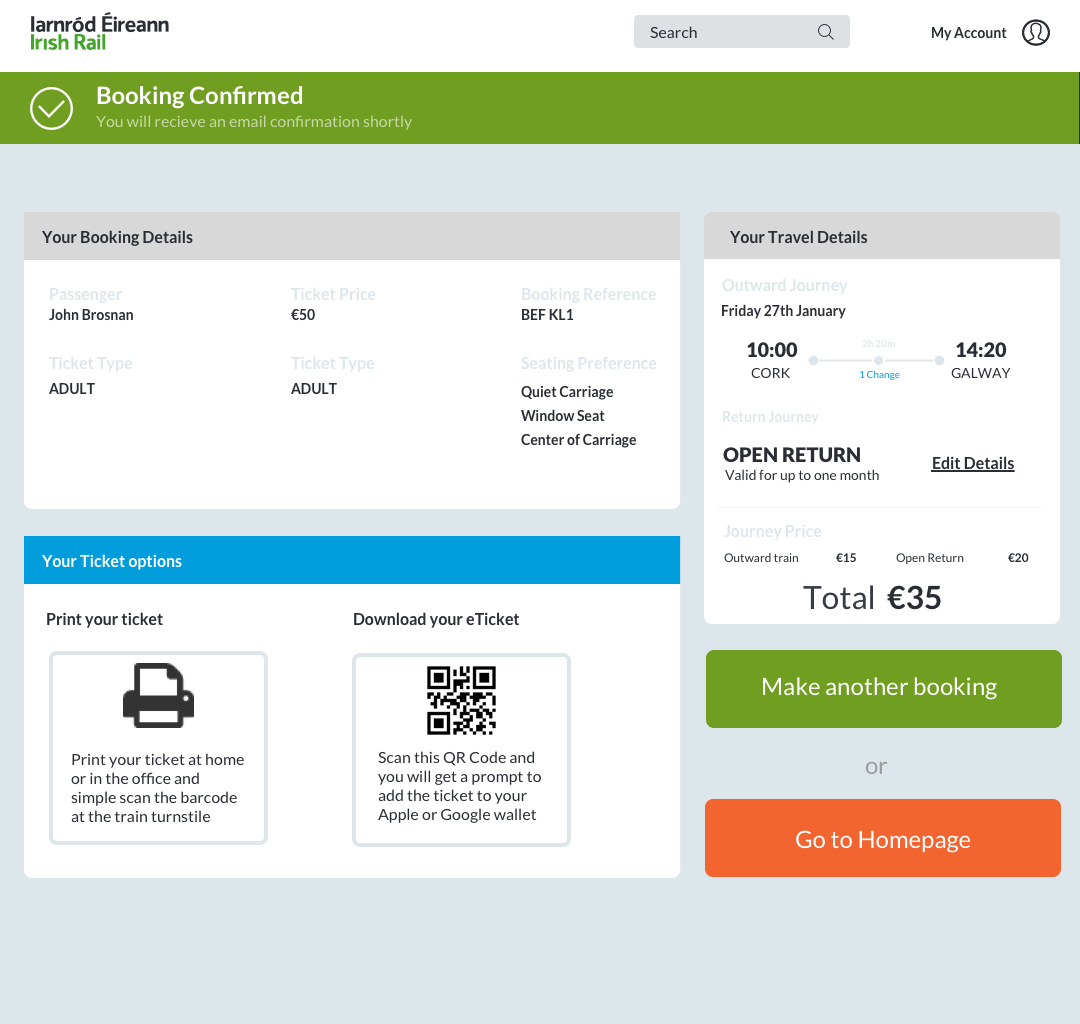 Iarnród Éireann
Irish Rail
Search
My Account
Booking Confirmed
You will recieve an email confirmation shortly
Your Booking Details
Passenger
John Brosnan
Ticket Price
€50
Booking Reference
BEF KL1
Ticket Type
ADULT
Ticket Type
ADULT
Seating Preference
Quiet Carriage
Window Seat
Center of Carriage
Your Travel Details
Outward Journey
Friday 27th January
10:00
CORK
2h 20m
1 Change
14:20
GALWAY
Return Journey
OPEN RETURN
Valid for up to one month
Edit Details
Journey Price
Outward train €15 Open Return €20
Total €35
Your Ticket options
Print your ticket
Print your ticket at home
or in the office and
simple scan the barcode
at the train turnstile
Download your eTicket
Scan this QR Code and
you will get a prompt to
add the ticket to your
Apple or Google wallet
Make another booking
or
Go to Homepage